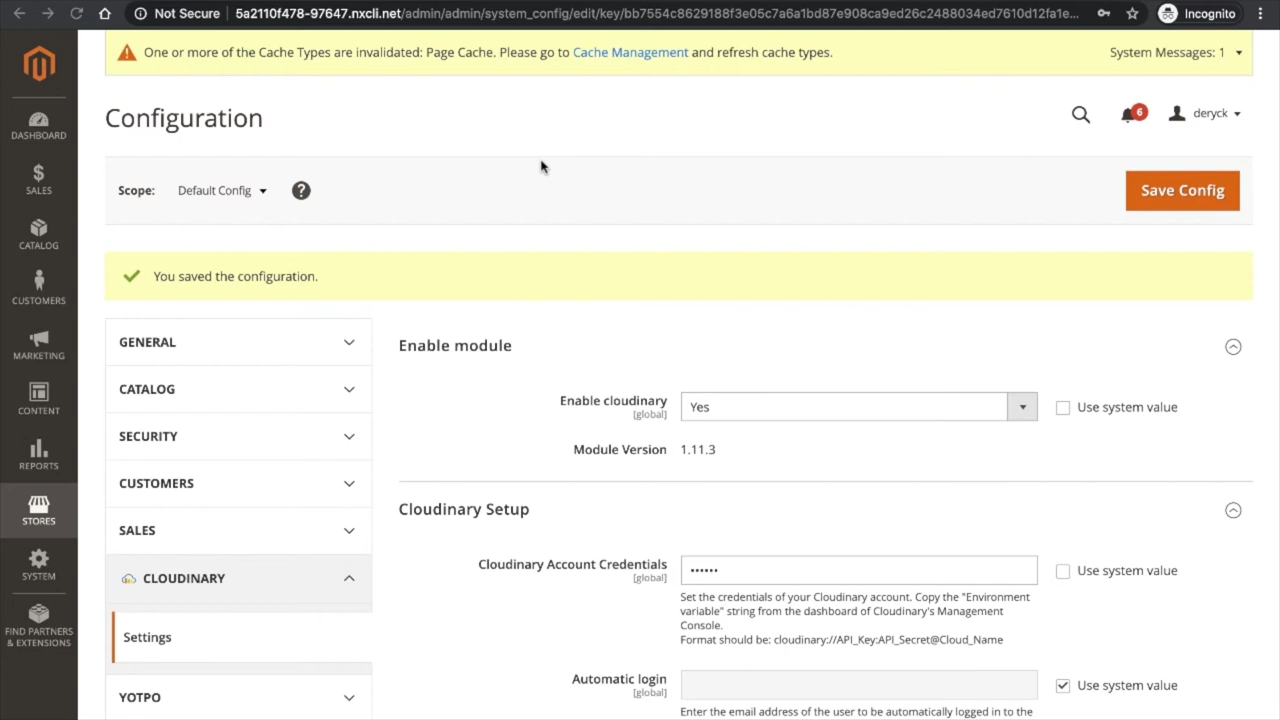 Not Secure 5a2110f478-97647.nxcli.net/admin/admin/system_config/edit/key/bb7554c8629188f3e05c7a6a1bd87e908ca9ed26c2488034ed7610d12fa1e... Incognito
One or more of the Cache Types are invalidated: Page Cache. Please go to Cache Management and refresh cache types. System Messages: 1
Configuration
6
deryck
Scope: Default Config ?
Save Config
You saved the configuration.
DASHBOARD
SALES
CATALOG
CUSTOMERS
MARKETING
CONTENT
REPORTS
STORES
SYSTEM
FIND PARTNERS
& EXTENSIONS
GENERAL
CATALOG
SECURITY
CUSTOMERS
SALES
CLOUDINARY
Settings
YOTPO
Enable module
Enable cloudinary Yes Use system value
[global]
Module Version 1.11.3
Cloudinary Setup
Cloudinary Account Credentials •••••• Use system value
[global]
Set the credentials of your Cloudinary account. Copy the "Environment
variable" string from the dashboard of Cloudinary's Management
Console.
Format should be: cloudinary://API_Key:API_Secret@Cloud_Name
Automatic login Use system value
[global]
Enter the email address of the user to be automatically logged in to the